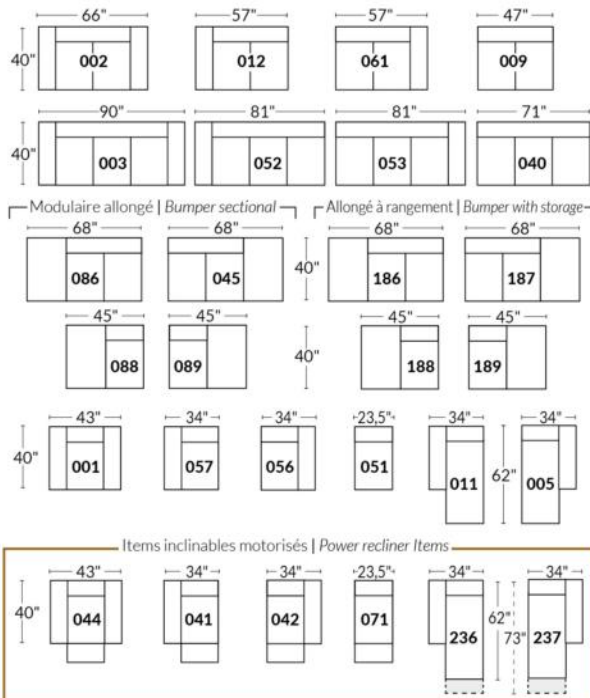 66" 57" 57" 47"
40" 002 012 061 009
90" 81" 81" 71"
40" 003 052 053 040
Modulaire allongé | Bumper sectional Allongé à rangement | Bumper with storage
68" 68" 68" 68"
086 045 40" 186 187
45" 45" 45" 45"
088 089 40" 188 189
43" 34" 34" 23,5" 34" 34"
40" 001 057 056 051 011 62" 005
Items inclinables motorisés | Power recliner Items
43" 34" 34" 23,5" 34" 34"
40" 044 041 042 071 236 62" 73" 237